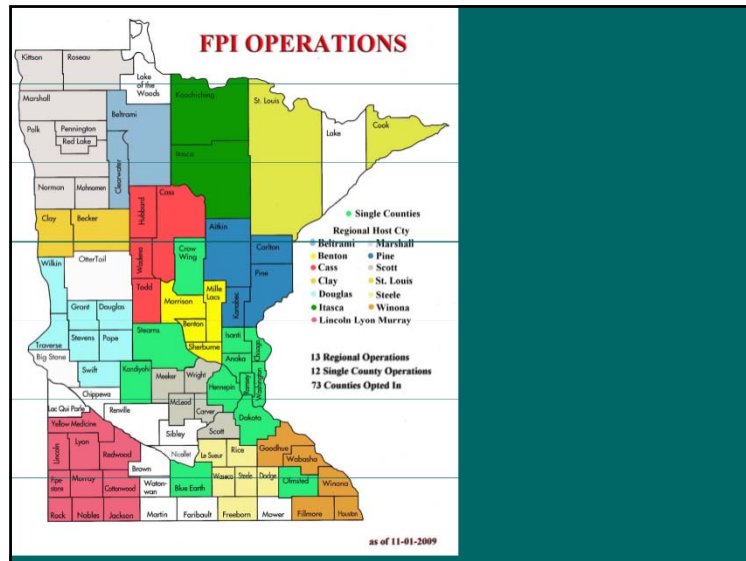 FPI OPERATIONS
Kittson
Roseau
Lake
of the
Woods
Koochiching
St. Louis
Cook
Lake
Marshall
Beltrami
Polk
Pennington
Red Lake
Clearwater
Itasca
Norman
Mahnomen
Hubbard
Cass
Clay
Becker
Aitkin
Crow
Wing
Carlton
Wadena
Wilkin
OtterTail
Pine
Todd
Morrison
Mille
Lacs
Kanabec
Grant
Douglas
Benton
Traverse
Stevens
Pope
Stearns
Sherburne
Isanti
Chisago
Big Stone
Swift
Kandiyohi
Meeker
Wright
Anoka
Ramsey
Washington
Hennepin
Chippewa
Lac Qui Parle
Renville
McLeod
Carver
Scott
Dakota
Yellow Medicine
Sibley
Lincoln
Lyon
Redwood
Nicollet
Le Sueur
Rice
Goodhue
Wabasha
Brown
Pipe-
stone
Murray
Cottonwood
Waton-
wan
Blue Earth
Waseca
Steele
Dodge
Olmsted
Winona
Rock
Nobles
Jackson
Martin
Faribault
Freeborn
Mower
Fillmore
Houston
Single Counties
Regional Host Cty
Beltrami Marshall
Benton Pine
Cass Scott
Clay St. Louis
Douglas Steele
Itasca Winona
Lincoln Lyon Murray
13 Regional Operations
12 Single County Operations
73 Counties Opted In
as of 11-01-2009